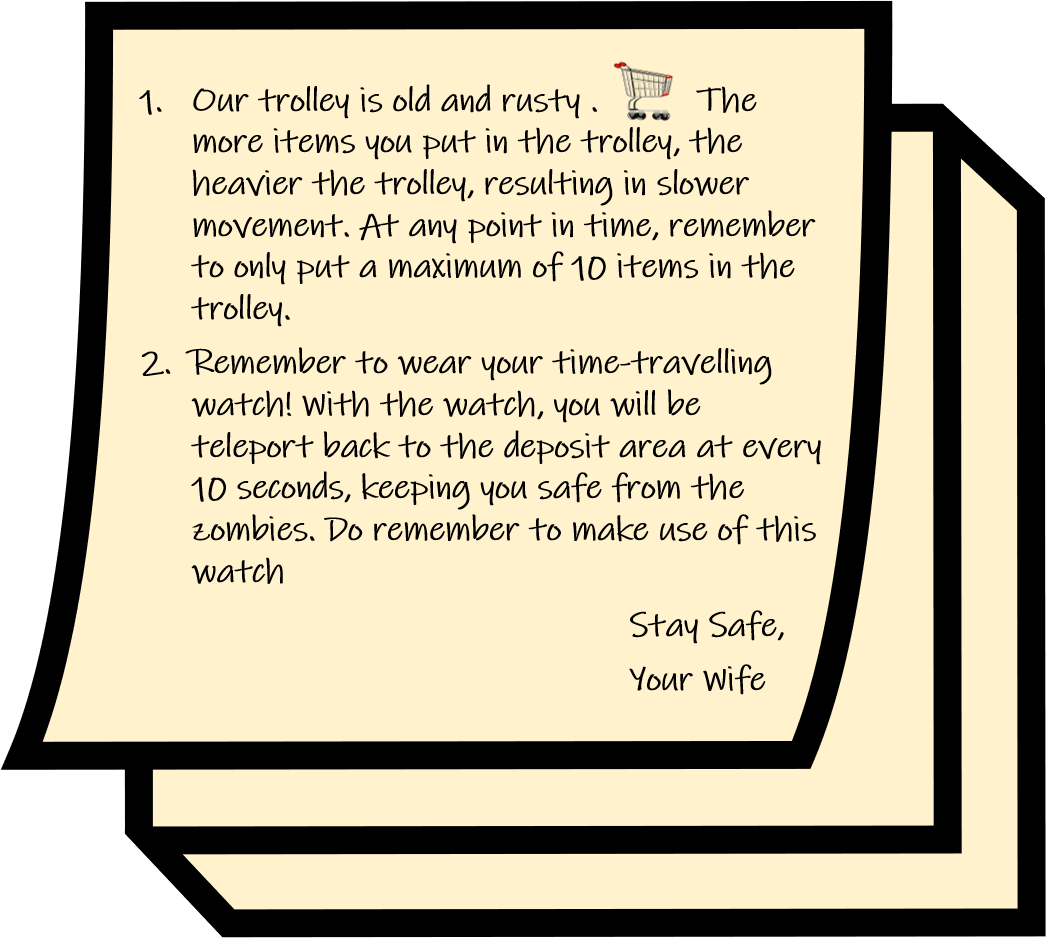 1. Our trolley is old and rusty . The
more items you put in the trolley, the
heavier the trolley, resulting in slower
movement. At any point in time, remember
to only put a maximum of 10 items in the
trolley.
2. Remember to wear your time-travelling
watch! With the watch, you will be
teleport back to the deposit area at every
10 seconds, keeping you safe from the
zombies. Do remember to make use of this
watch
Stay Safe,
Your Wife